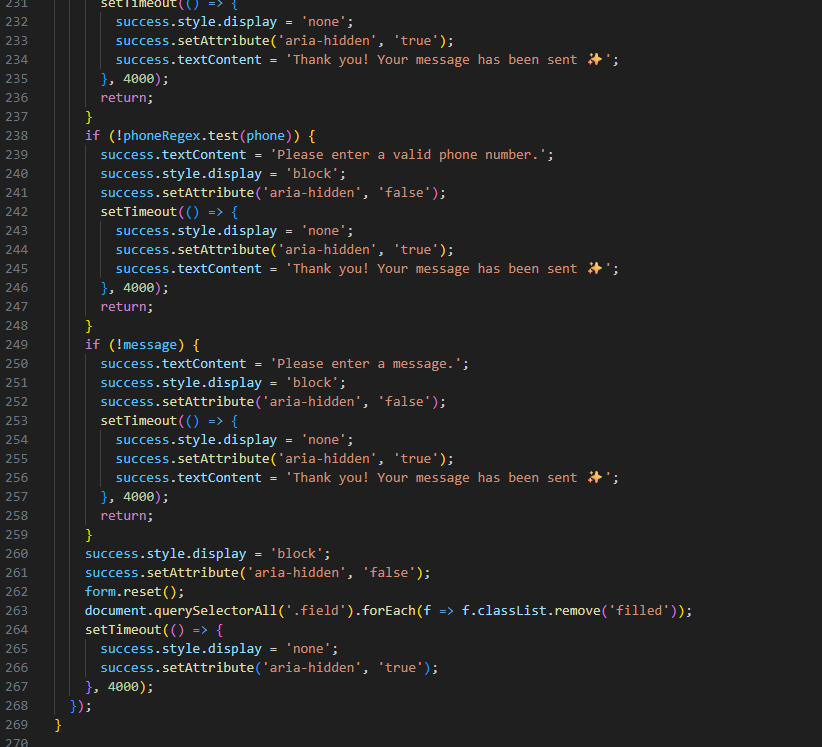 231 setTimeout(() => {
232 success.style.display = 'none';
233 success.setAttribute('aria-hidden', 'true');
234 success.textContent = 'Thank you! Your message has been sent ✨';
235 }, 4000);
236 return;
237 }
238 if (!phoneRegex.test(phone)) {
239 success.textContent = 'Please enter a valid phone number.';
240 success.style.display = 'block';
241 success.setAttribute('aria-hidden', 'false');
242 setTimeout(() => {
243 success.style.display = 'none';
244 success.setAttribute('aria-hidden', 'true');
245 success.textContent = 'Thank you! Your message has been sent ✨';
246 }, 4000);
247 return;
248 }
249 if (!message) {
250 success.textContent = 'Please enter a message.';
251 success.style.display = 'block';
252 success.setAttribute('aria-hidden', 'false');
253 setTimeout(() => {
254 success.style.display = 'none';
255 success.setAttribute('aria-hidden', 'true');
256 success.textContent = 'Thank you! Your message has been sent ✨';
257 }, 4000);
258 return;
259 }
260 success.style.display = 'block';
261 success.setAttribute('aria-hidden', 'false');
262 form.reset();
263 document.querySelectorAll('.field').forEach(f => f.classList.remove('filled'));
264 setTimeout(() => {
265 success.style.display = 'none';
266 success.setAttribute('aria-hidden', 'true');
267 }, 4000);
268 });
269 }
270